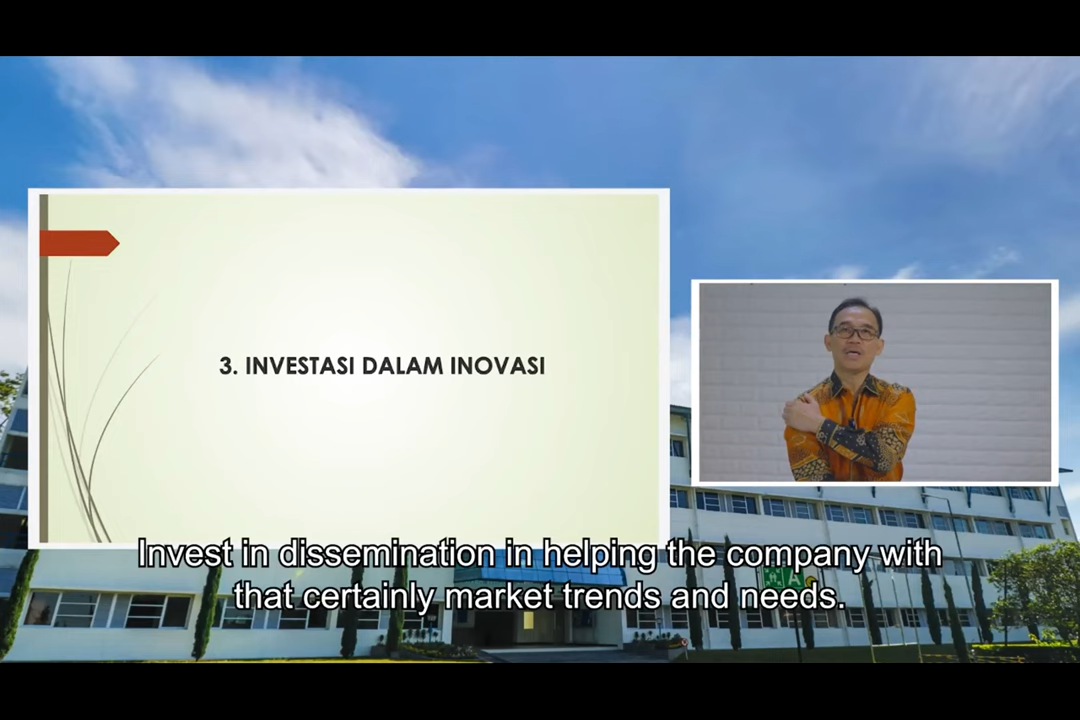 3. INVESTASI DALAM INOVASI
A
Invest in dissemination in helping the company with
that certainly market trends and needs.